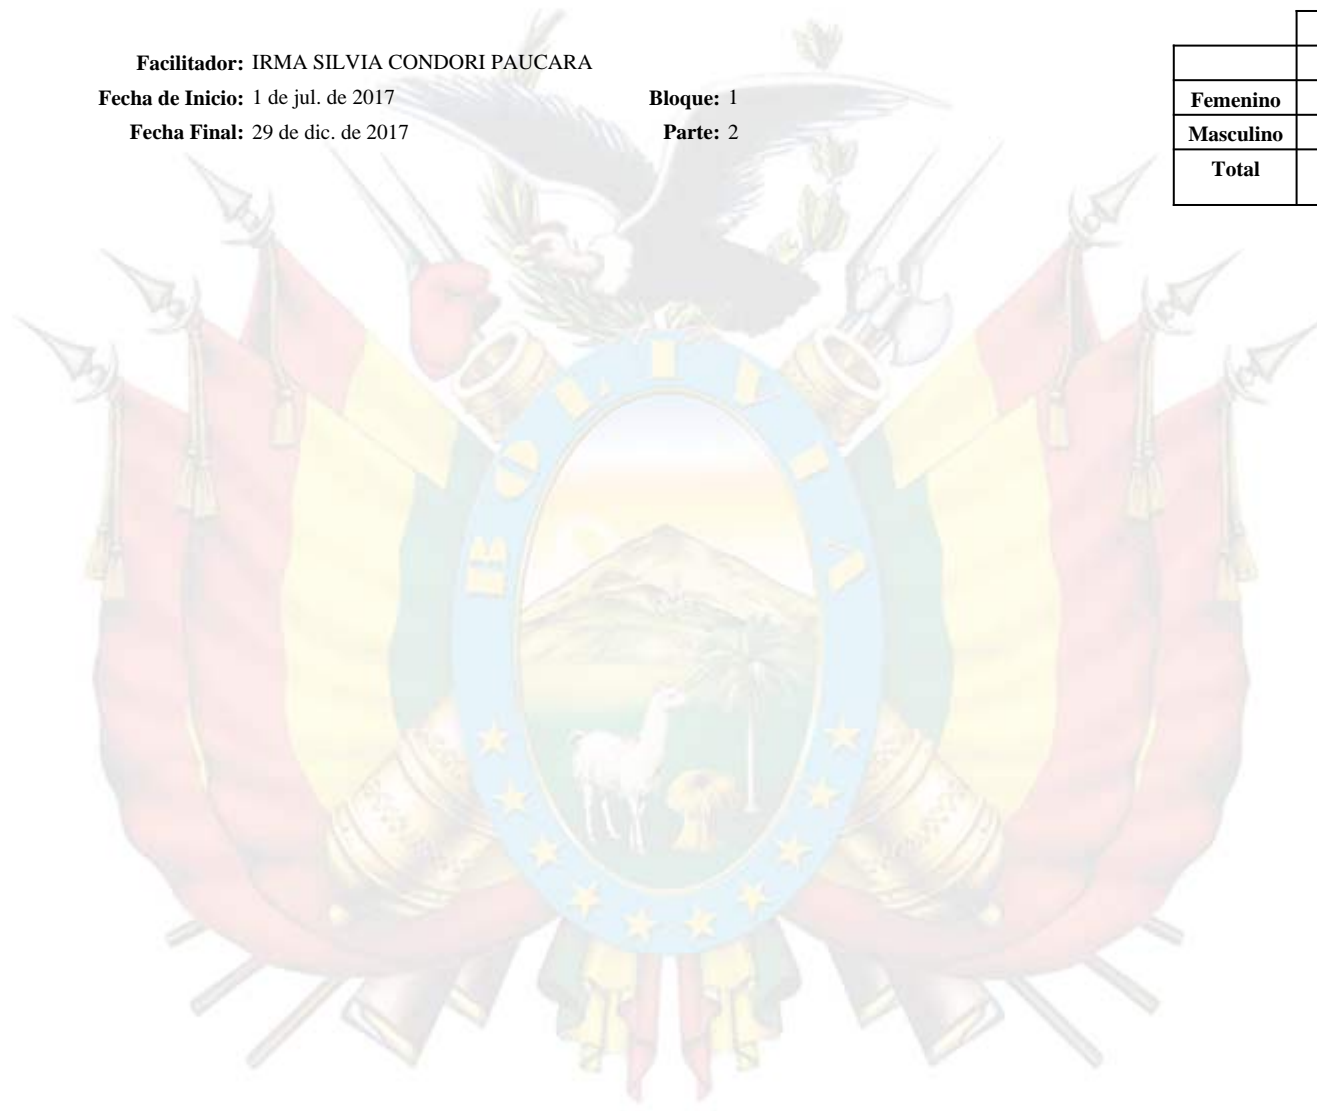 Facilitador: IRMA SILVIA CONDORI PAUCARA
Fecha de Inicio: 1 de jul. de 2017 Bloque: 1
Fecha Final: 29 de dic. de 2017 Parte: 2
Femenino
Masculino
Total
BOLIVIA